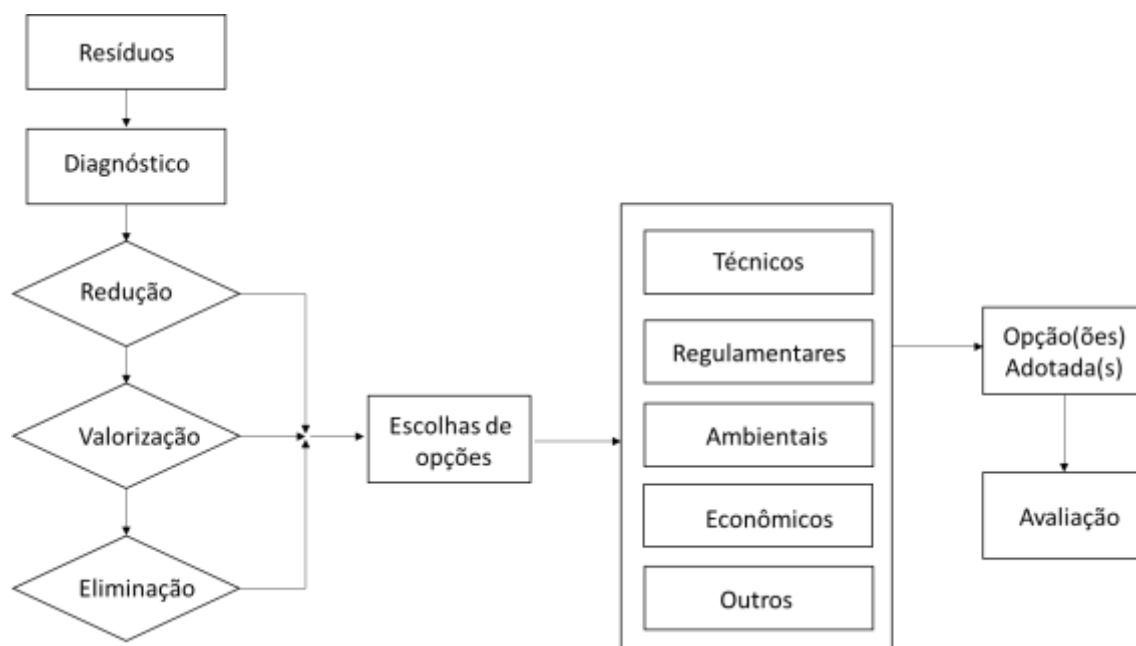 Resíduos
Diagnóstico
Redução
Valorização
Eliminação
Escolhas de
opções
Técnicos
Regulamentares
Ambientais
Econômicos
Outros
Opção(ões)
Adotada(s)
Avaliação